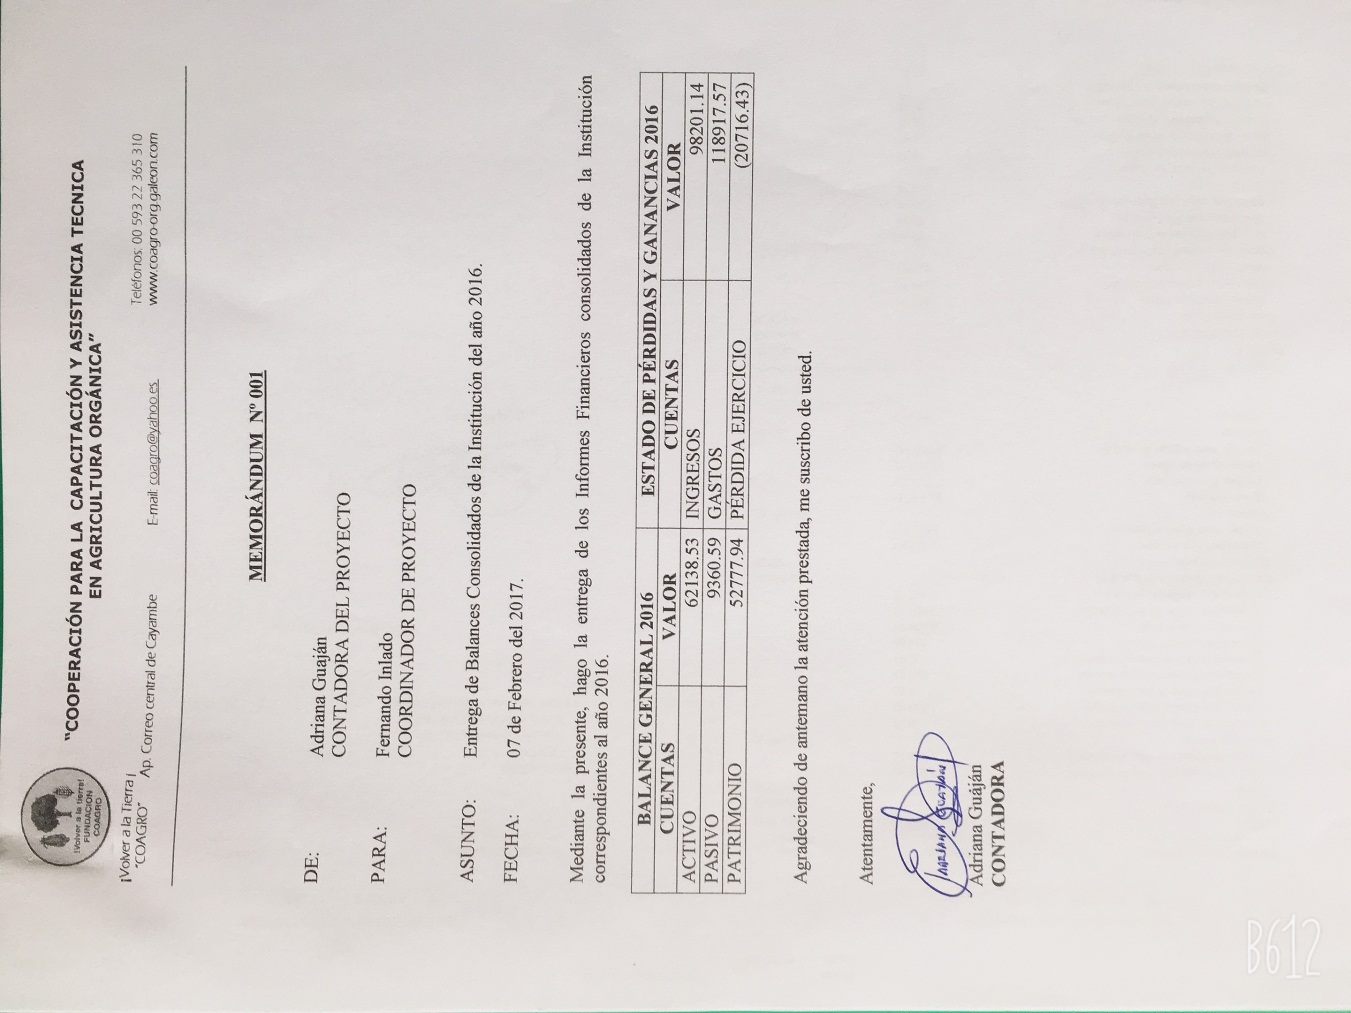 "COOPERACIÓN PARA LA CAPACITACIÓN Y ASISTENCIA TECNICA
EN AGRICULTURA ORGÁNICA"
¡Volver a la tierra!
FUNDACION
COAGRO
¡Volver a la Tierra¡
"COAGRO"
Ap. Correo central de Cayambe E-mail: coagro@yahoo.es
Teléfonos: 00 593 22 365 310
www.coagro-org.galeon.com
MEMORÁNDUM Nº 001
DE: Adriana Guaján
CONTADORA DEL PROYECTO
PARA: Fernando Inlado
COORDINADOR DE PROYECTO
ASUNTO: Entrega de Balances Consolidados de la Institución del año 2016.
FECHA: 07 de Febrero del 2017.
Mediante la presente, hago la entrega de los Informes Financieros consolidados de la Institución
correspondientes al año 2016.
BALANCE GENERAL 2016 ESTADO DE PÉRDIDAS Y GANANCIAS 2016
CUENTAS VALOR CUENTAS VALOR
ACTIVO 62138.53 INGRESOS 98201.14
PASIVO 9360.59 GASTOS 118917.57
PATRIMONIO 52777.94 PÉRDIDA EJERCICIO (20716.43)
Agradeciendo de antemano la atención prestada, me suscribo de usted.
Atentamente,
Adriana Guáján
CONTADORA
B612